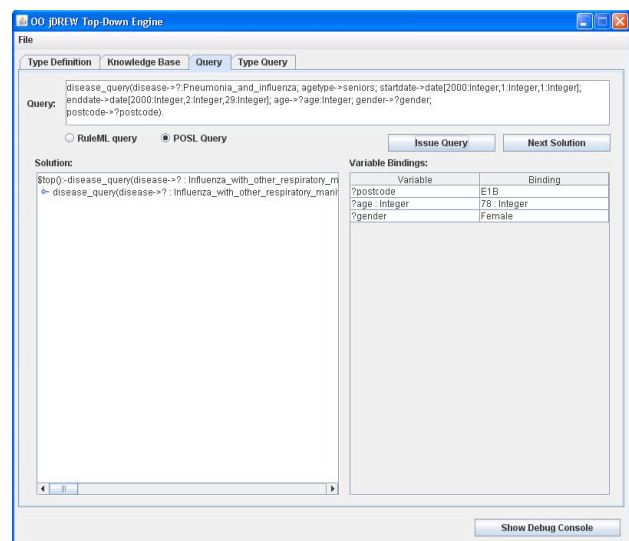 OO jDREW Top-Down Engine
File
Type Definition Knowledge Base Query Type Query
Query:
disease_query(disease->?:Pneumonia_and_influenza; agetype->seniors; startdate->date[2000:Integer,1:Integer,1:Integer];
enddate->date[2000:Integer,2:Integer,29:Integer]; age->?age:Integer; gender->?gender;
postcode->?postcode).
RuleML query POSL Query Issue Query Next Solution
Solution: Variable Bindings:
$top():-disease_query(disease->? : Influenza_with_other_respiratory_m
disease_query(disease->? : Influenza_with_other_respiratory_mani
Variable Binding
?postcode E1B
?age : Integer 78 : Integer
?gender Female
Show Debug Console